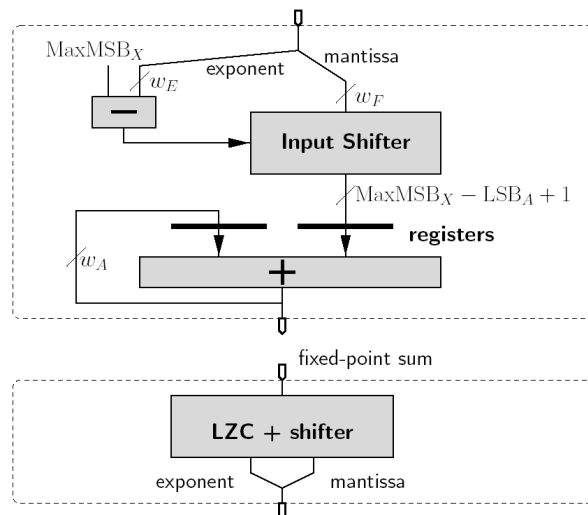 MaxMSB_X
mantissa
exponent
w_E
w_F
−
Input Shifter
MaxMSB_X − LSB_A + 1
registers
w_A
+
fixed-point sum
LZC + shifter
exponent
mantissa